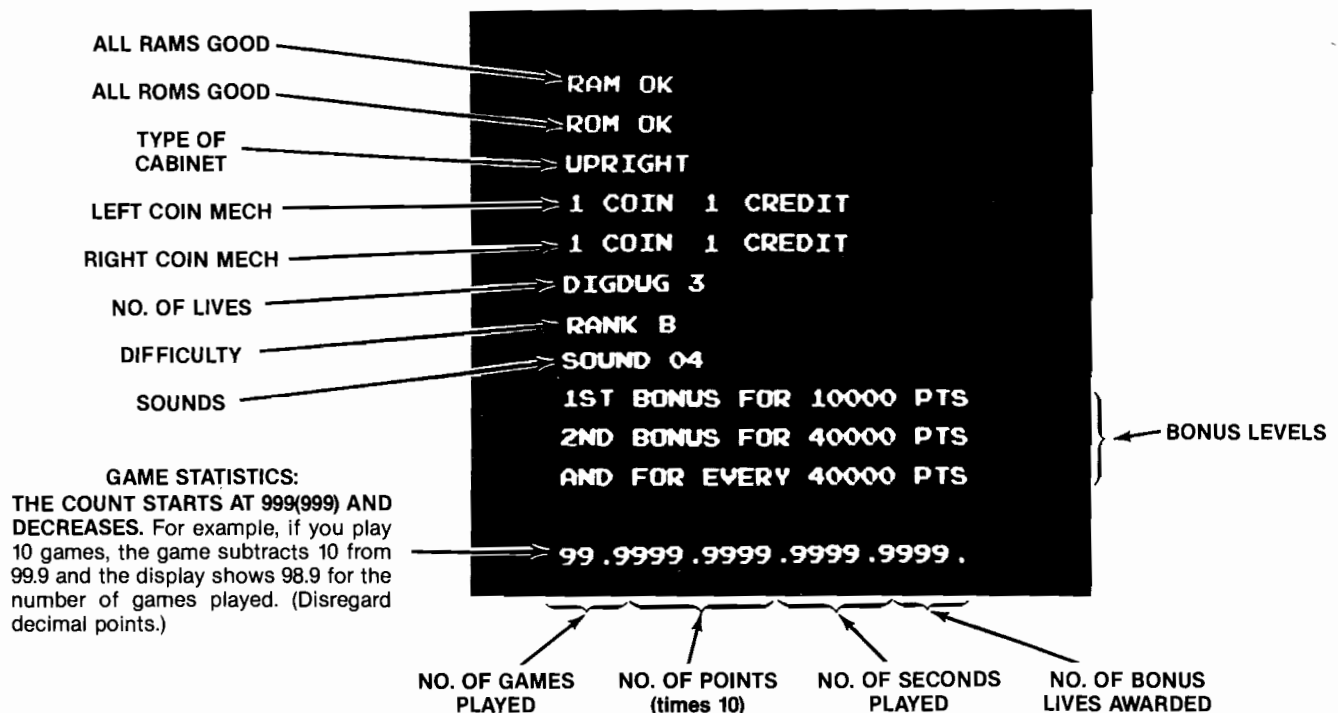 ALL RAMS GOOD
ALL ROMS GOOD
TYPE OF
CABINET
LEFT COIN MECH
RIGHT COIN MECH
NO. OF LIVES
DIFFICULTY
SOUNDS
GAME STATISTICS:
THE COUNT STARTS AT 999(999) AND
DECREASES. For example, if you play
10 games, the game subtracts 10 from
99.9 and the display shows 98.9 for the
number of games played. (Disregard
decimal points.)
RAM OK
ROM OK
UPRIGHT
1 COIN 1 CREDIT
1 COIN 1 CREDIT
DIGDUG 3
RANK B
SOUND 04
1ST BONUS FOR 10000 PTS
2ND BONUS FOR 40000 PTS
AND FOR EVERY 40000 PTS
99.9999.9999.9999.9999.
BONUS LEVELS
NO. OF GAMES
PLAYED
NO. OF POINTS
(times 10)
NO. OF SECONDS
PLAYED
NO. OF BONUS
LIVES AWARDED